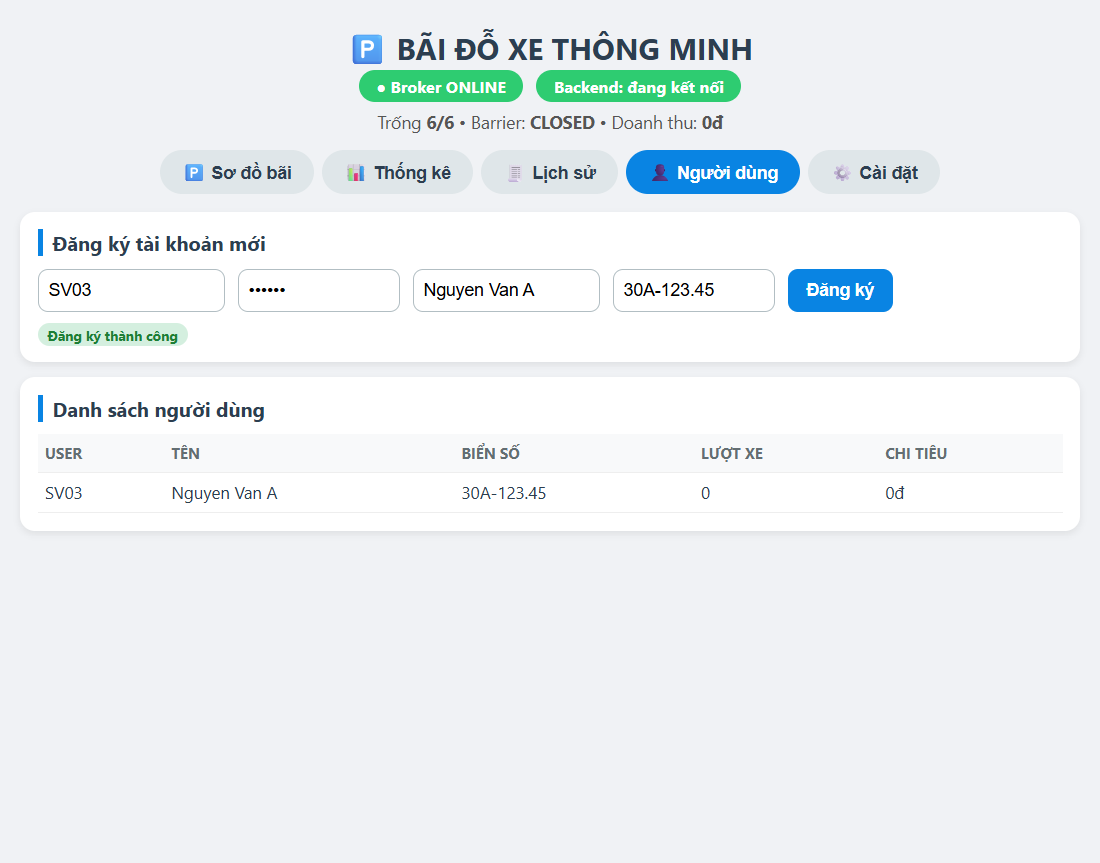 P BÃI ĐỖ XE THÔNG MINH
● Broker ONLINE Backend: đang kết nối
Trống 6/6 • Barrier: CLOSED • Doanh thu: 0đ
P Sơ đồ bãi Thống kê Lịch sử Người dùng Cài đặt
Đăng ký tài khoản mới
SV03 •••••• Nguyen Van A 30A-123.45 Đăng ký
Đăng ký thành công
Danh sách người dùng
USER TÊN BIỂN SỐ LƯỢT XE CHI TIÊU
SV03 Nguyen Van A 30A-123.45 0 0đ